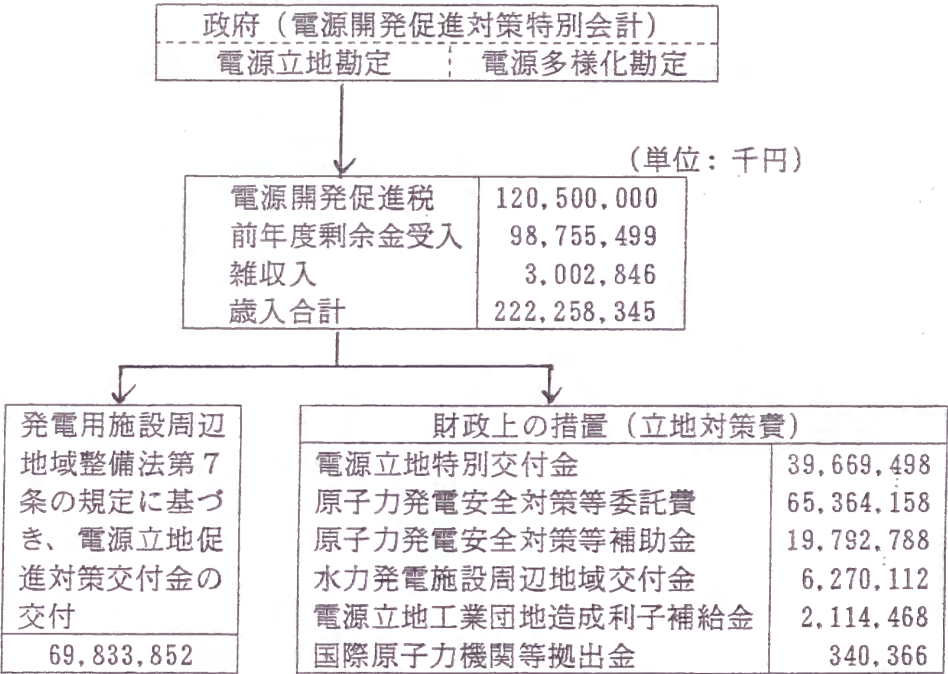 政府（電源開発促進対策特別会計）
電源立地勘定 電源多様化勘定
（単位：千円）
電源開発促進税 120,500,000
前年度剰余金受入 98,755,499
雑収入 3,002,846
歳入合計 222,258,345
発電用施設周辺
地域整備法第７
条の規定に基づ
き、電源立地促
進対策交付金の
交付
69,833,852
財政上の措置（立地対策費）
電源立地特別交付金 39,669,498
原子力発電安全対策等委託費 65,364,158
原子力発電安全対策等補助金 19,792,788
水力発電施設周辺地域交付金 6,270,112
電源立地工業団地造成利子補給金 2,114,468
国際原子力機関等拠出金 340,366